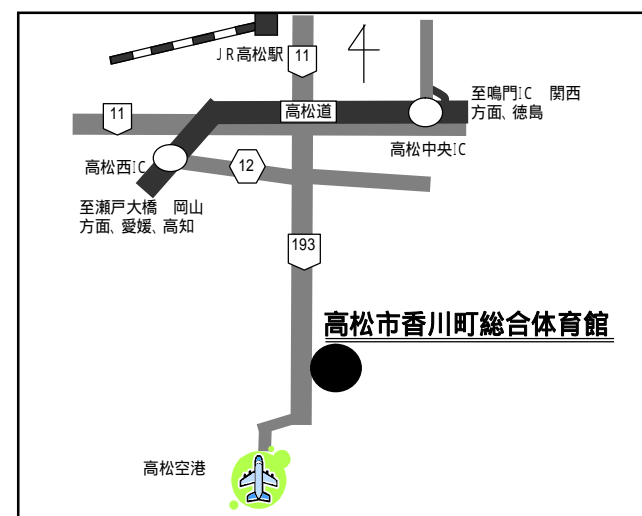 JR高松駅
11
11
高松道
至鳴門IC 関西
方面、徳島
高松中央IC
高松西IC
12
至瀬戸大橋 岡山
方面、愛媛、高知
193
高松市香川町総合体育館
高松空港